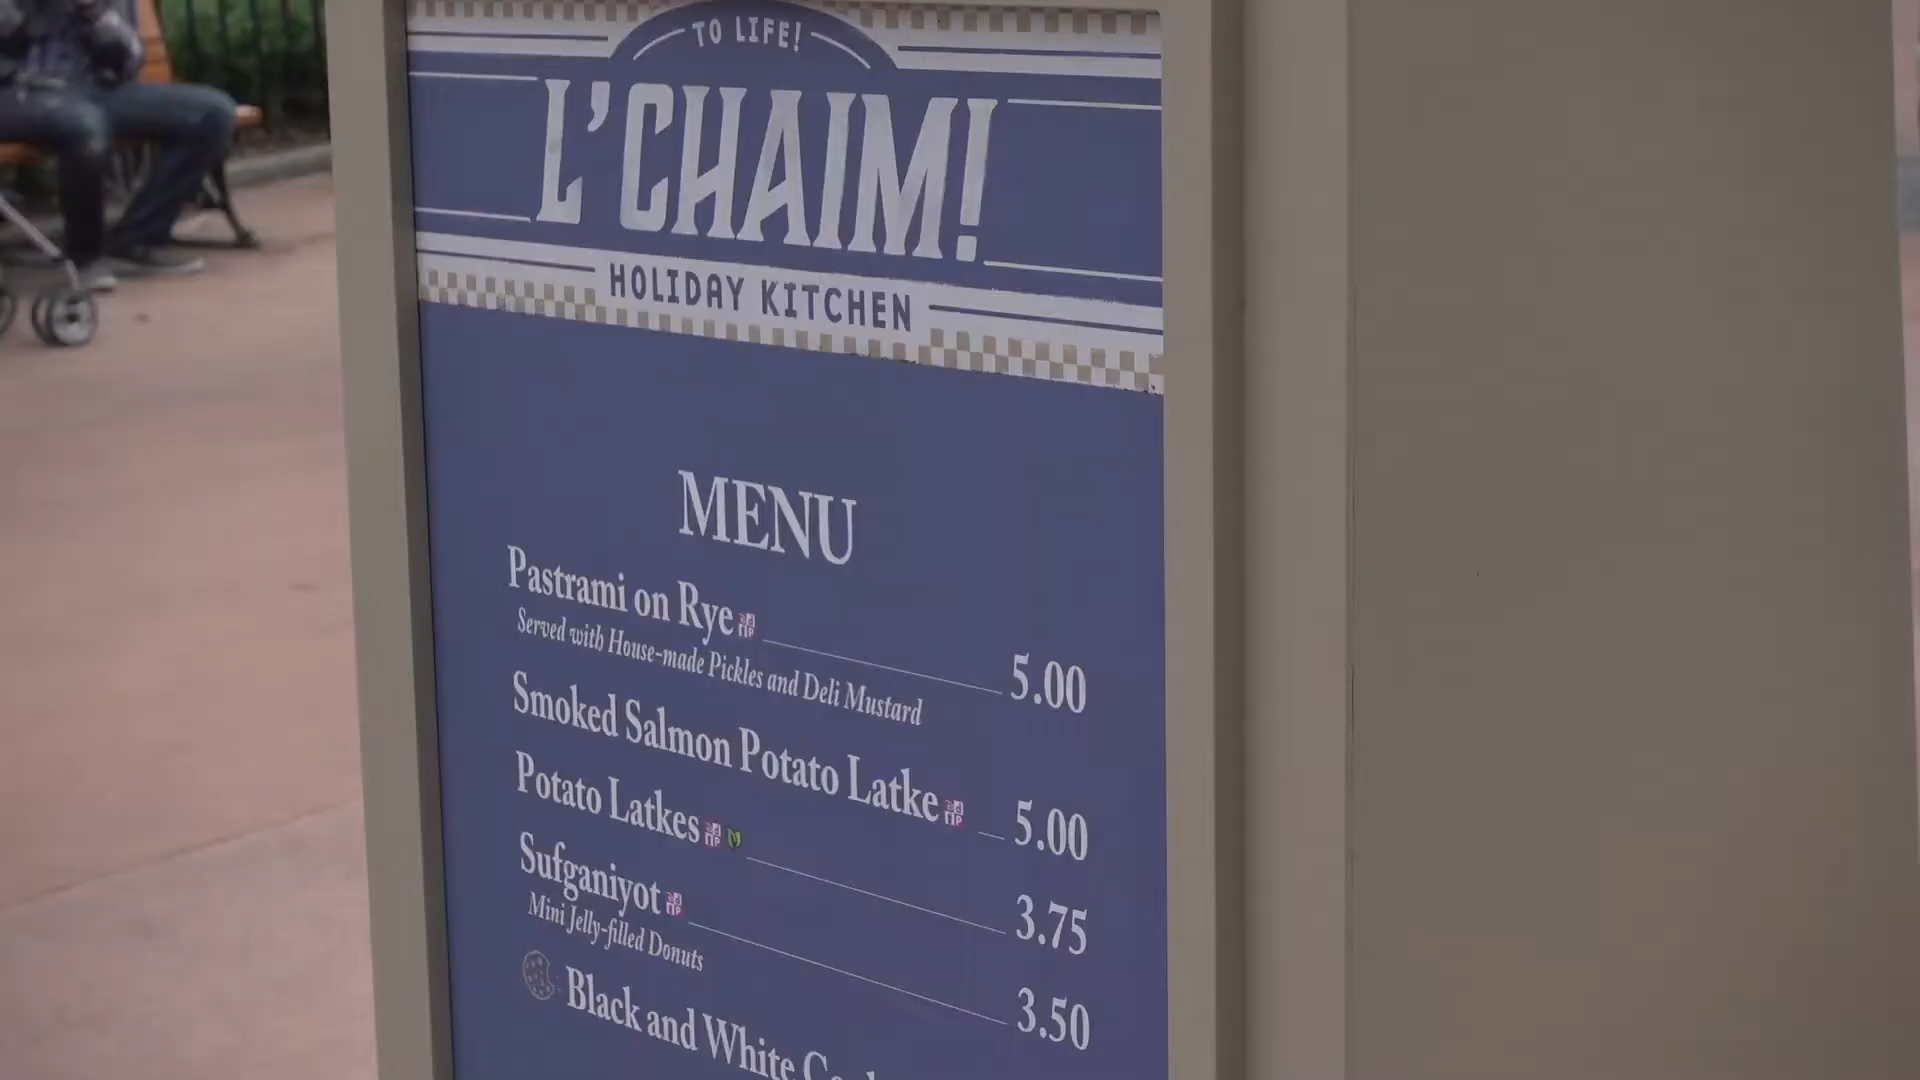 TO LIFE!
L'CHAIM!
HOLIDAY KITCHEN
MENU
Pastrami on Rye 5.00
Served with House-made Pickles and Deli Mustard
Smoked Salmon Potato Latke 5.00
Potato Latkes 3.75
Sufganiyot 3.50
Mini Jelly-filled Donuts
Black and White